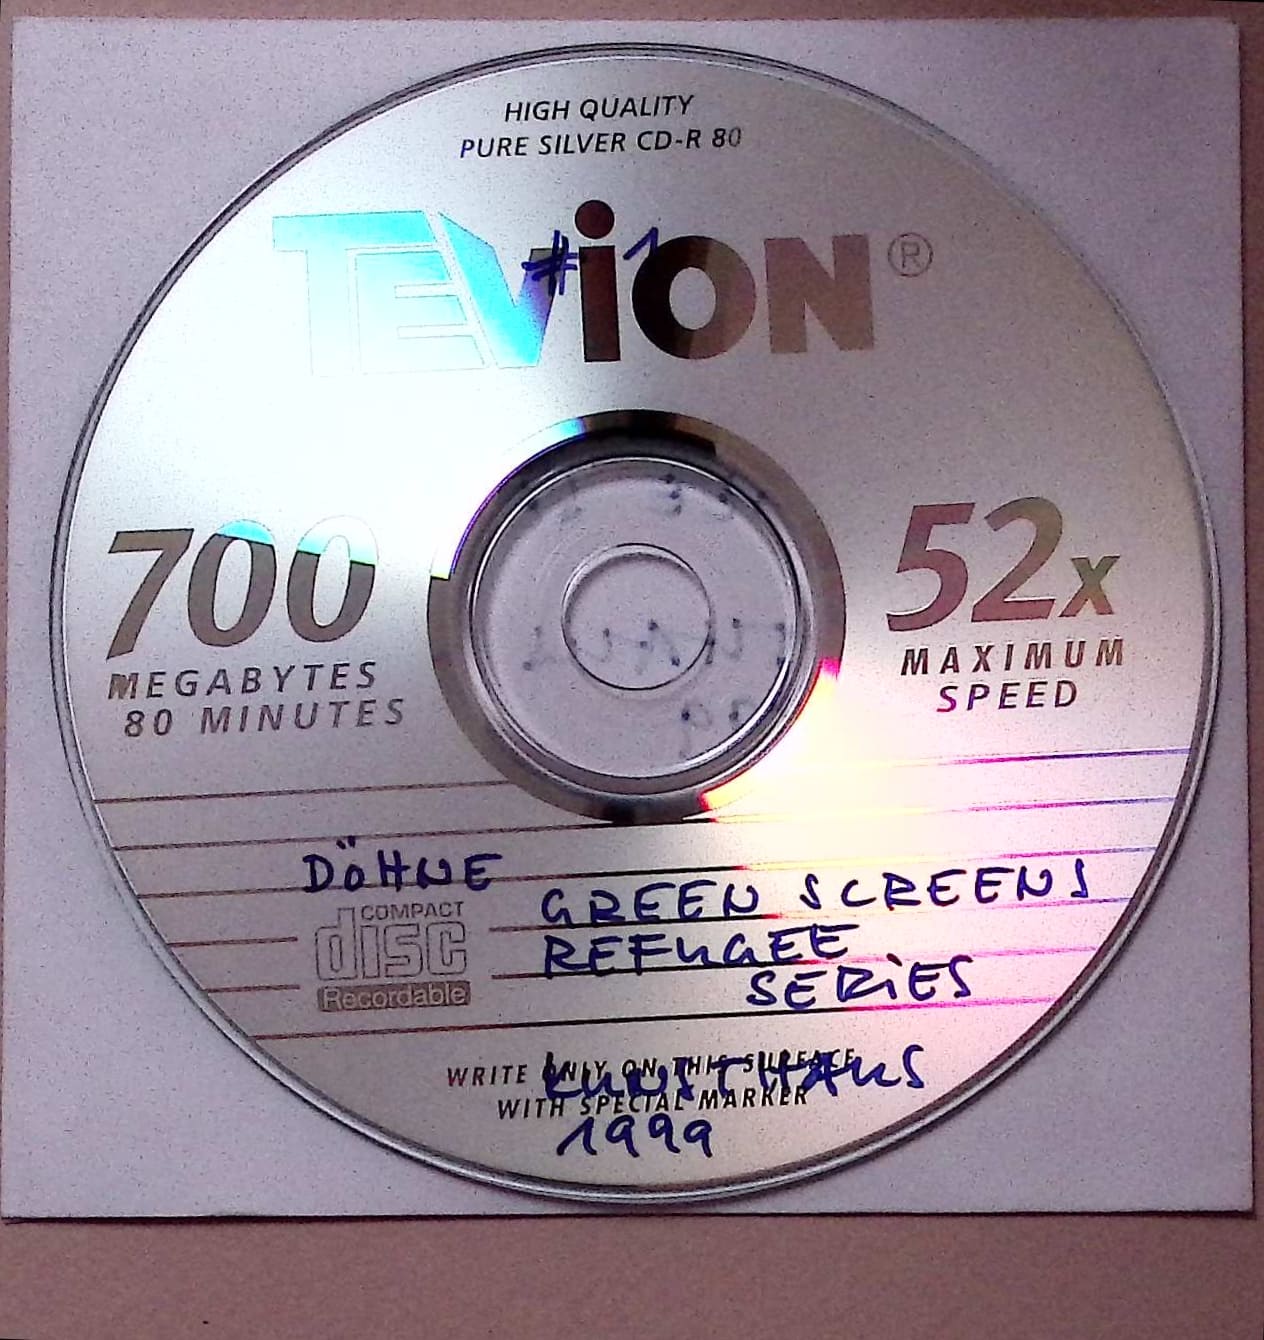 HIGH QUALITY
PURE SILVER CD-R 80
TEViON®
#1
700
MEGABYTES
80 MINUTES
52x
MAXIMUM
SPEED
DÖHNE
GREEN SCREENS
REFUGEE
SERiES
COMPACT
disc
Recordable
WRITE ONLY ON THIS SURFACE
WITH SPECIAL MARKER
KUNSTHAUS
1999